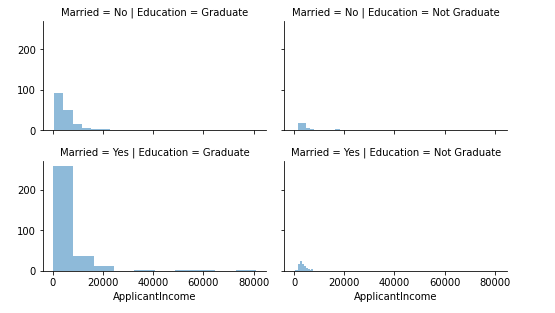 Married = No | Education = Graduate
Married = No | Education = Not Graduate
200
100
0
Married = Yes | Education = Graduate
Married = Yes | Education = Not Graduate
200
100
0
0 20000 40000 60000 80000
0 20000 40000 60000 80000
ApplicantIncome
ApplicantIncome